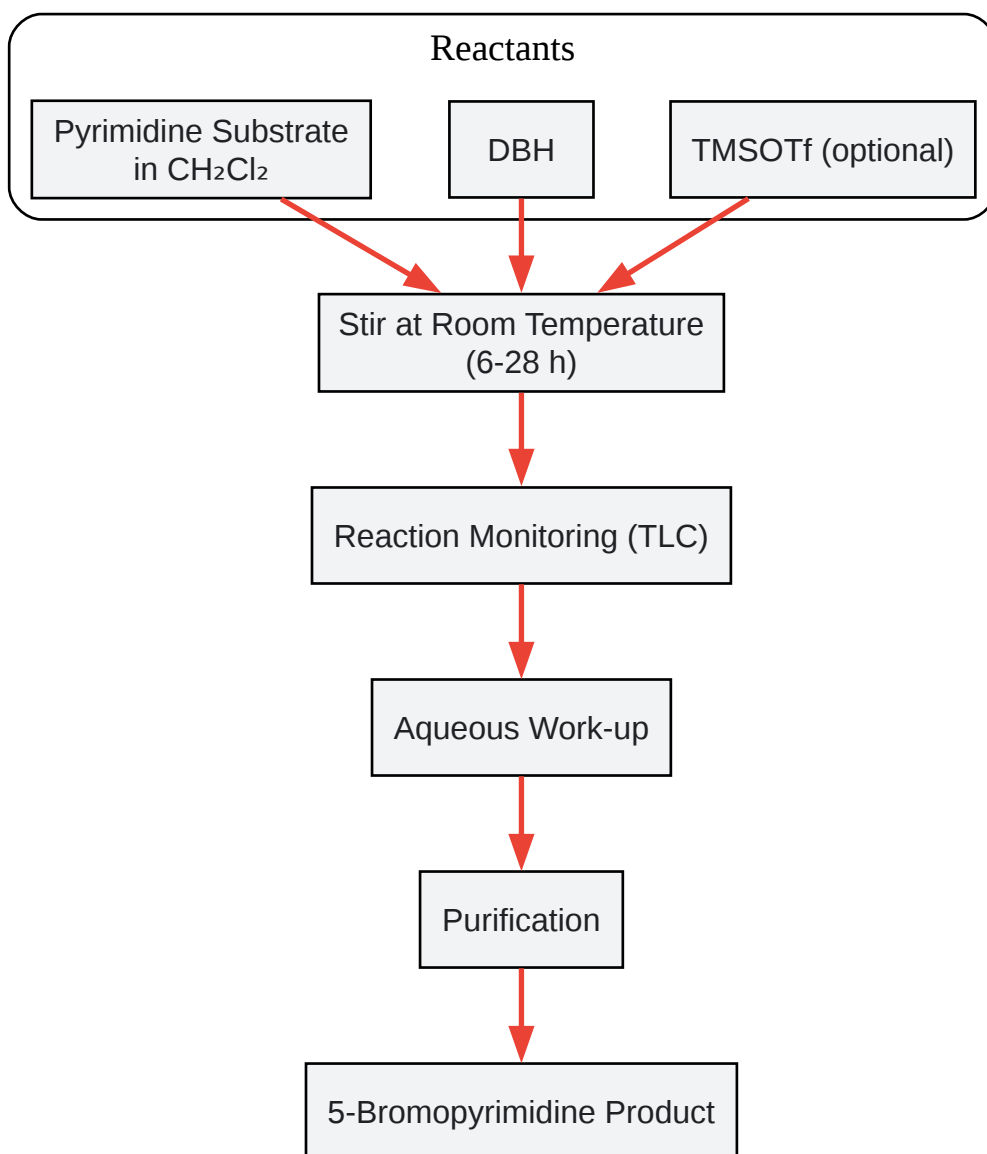 Reactants
Pyrimidine Substrate
in CH₂Cl₂
DBH
TMSOTf (optional)
Stir at Room Temperature
(6-28 h)
Reaction Monitoring (TLC)
Aqueous Work-up
Purification
5-Bromopyrimidine Product